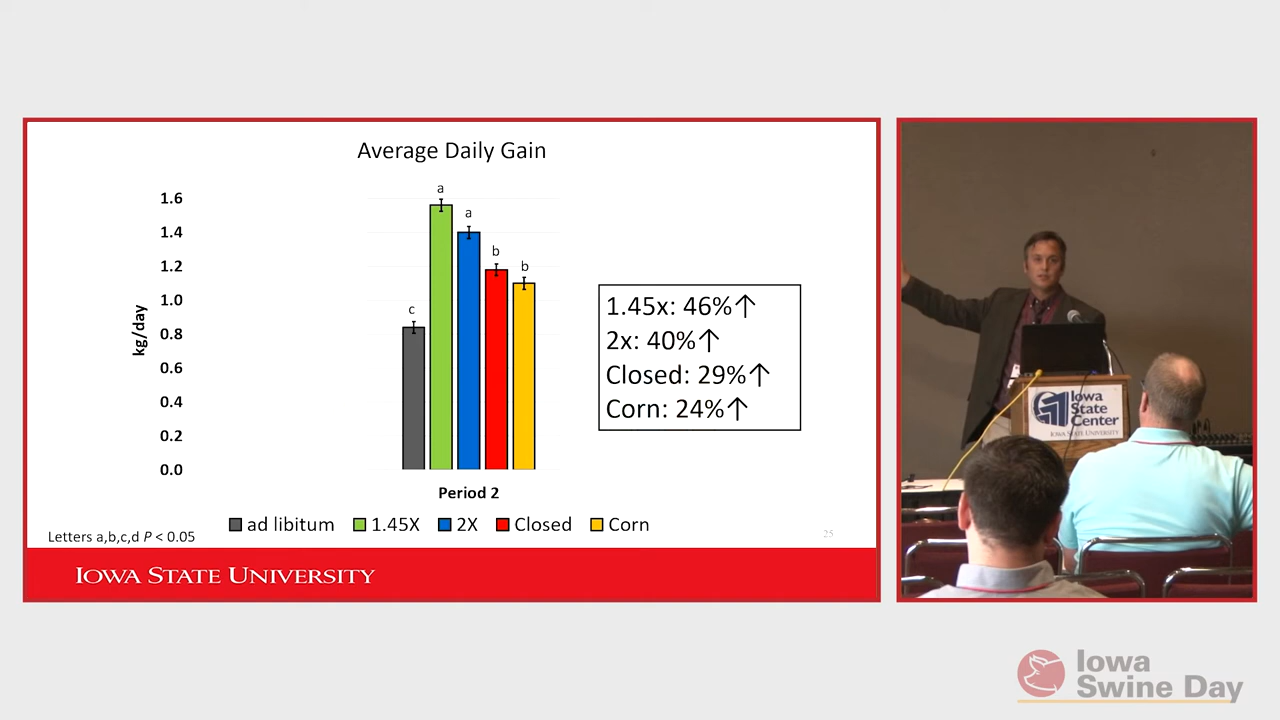 Average Daily Gain
kg/day
1.6
1.4
1.2
1.0
0.8
0.6
0.4
0.2
0.0
c
a
a
b
b
Period 2
ad libitum 1.45X 2X Closed Corn
1.45x: 46%↑
2x: 40%↑
Closed: 29%↑
Corn: 24%↑
Letters a,b,c,d P < 0.05
25
IOWA STATE UNIVERSITY
Iowa
State
Center
IOWA STATE UNIVERSITY
Iowa
Swine Day